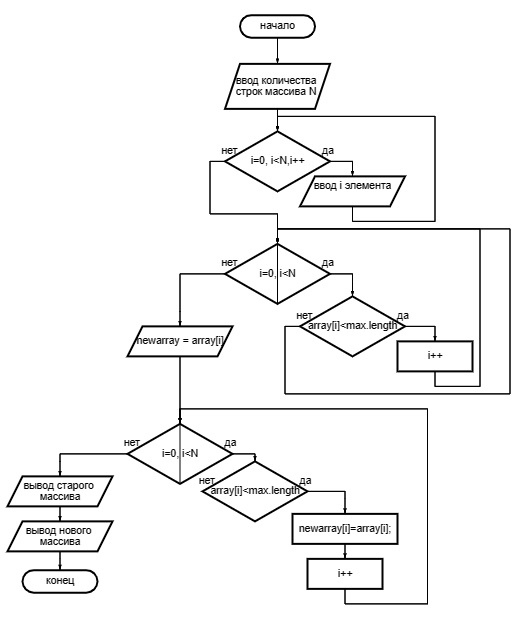 начало
ввод количества
строк массива N
нет
да
i=0, i<N,i++
ввод i элемента
нет
да
i=0, i<N
нет
да
array[i]<max.length
newarray = array[i]
i++
нет
да
i=0, i<N
нет
да
array[i]<max.length
вывод старого
массива
newarray[i]=array[i];
вывод нового
массива
i++
конец